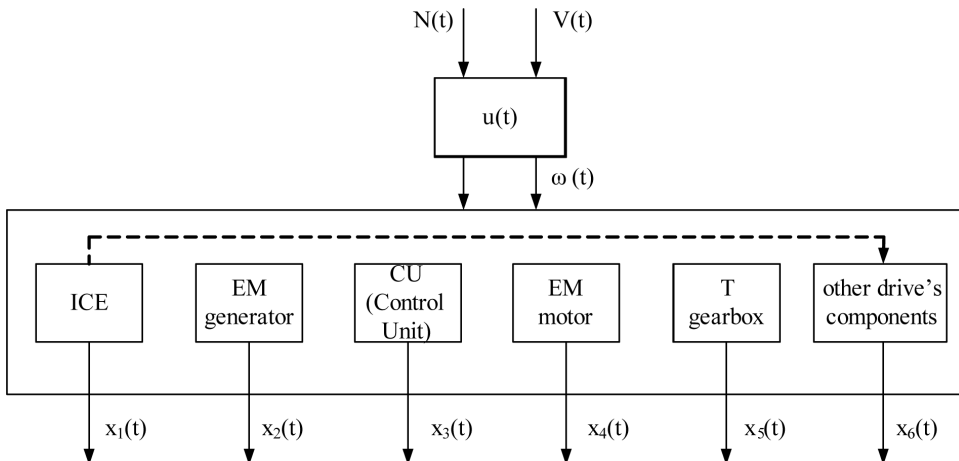 N(t)
V(t)
u(t)
ω (t)
ICE
EM
generator
CU
(Control
Unit)
EM
motor
T
gearbox
other drive's
components
x₁(t)
x₂(t)
x₃(t)
x₄(t)
x₅(t)
x₆(t)